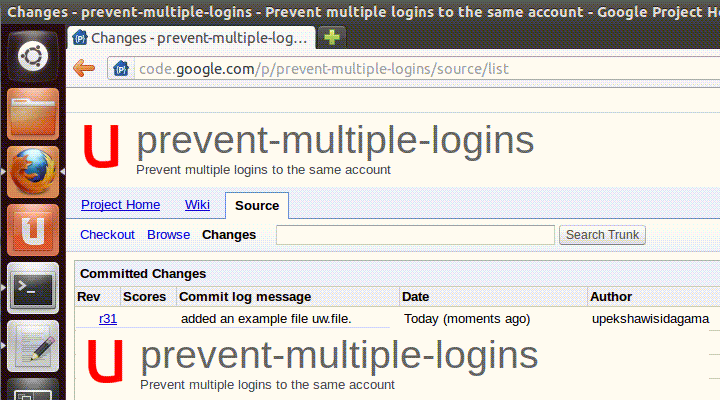 Changes - prevent-multiple-logins - Prevent multiple logins to the same account - Google Project Ho
Changes - prevent-multiple-log...
code.google.com/p/prevent-multiple-logins/source/list
u prevent-multiple-logins
Prevent multiple logins to the same account
Project Home Wiki Source
Checkout Browse Changes Search Trunk
Committed Changes
Rev Scores Commit log message Date Author
r31 added an example file uw.file. Today (moments ago) upekshawisidagama
u prevent-multiple-logins
Prevent multiple logins to the same account